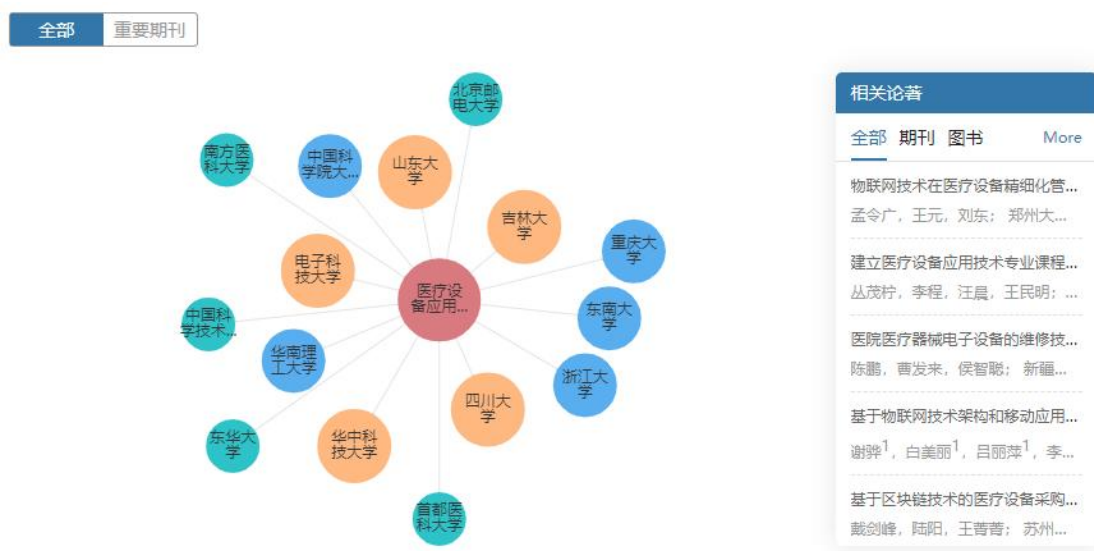 全部 重要期刊
北京邮
电大学
南方医
科大学
中国科
学院大...
山东大
学
吉林大
学
重庆大
学
电子科
技大学
医疗设
备应用...
东南大
学
中国科
学技术...
华南理
工大学
浙江大
学
四川大
学
东华大
学
华中科
技大学
首都医
科大学
相关论著
全部 期刊 图书 More
物联网技术在医疗设备精细化管...
孟令广，王元，刘东； 郑州大...
建立医疗设备应用技术专业课程...
丛茂柠，李程，汪晨，王民明；...
医院医疗器械电子设备的维修技...
陈鹏，曹发来，侯智聪； 新疆...
基于物联网技术架构和移动应用...
谢骅1，白美丽1，吕丽萍1，李...
基于区块链技术的医疗设备采购...
戴剑峰，陆阳，王菁菁； 苏州...